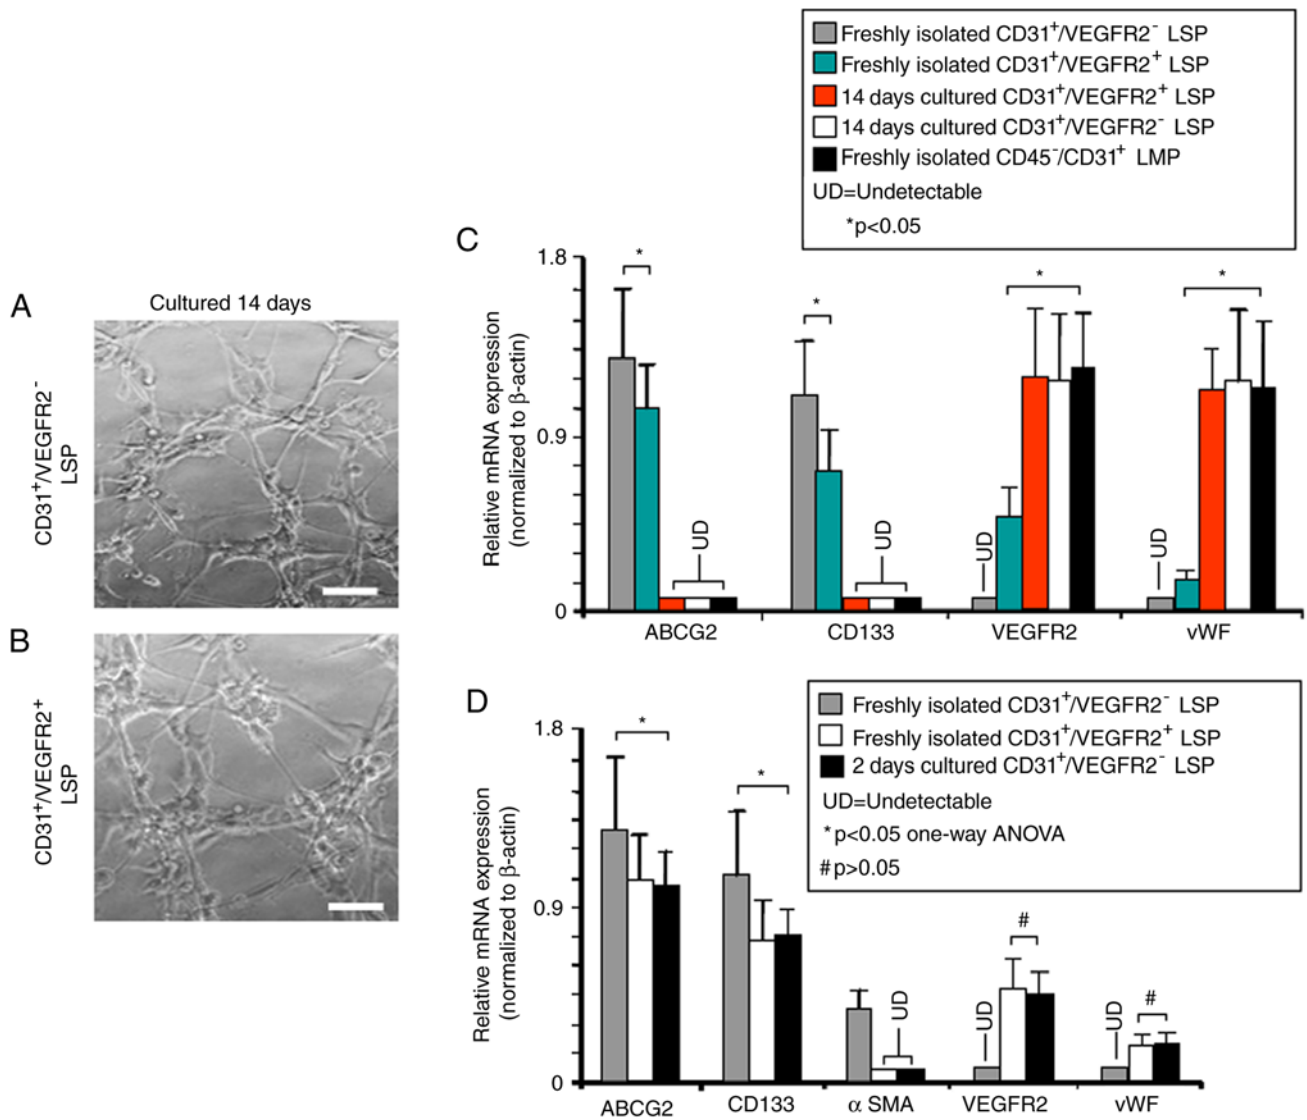 Freshly isolated CD31+/VEGFR2- LSP
Freshly isolated CD31+/VEGFR2+ LSP
14 days cultured CD31+/VEGFR2+ LSP
14 days cultured CD31+/VEGFR2- LSP
Freshly isolated CD45-/CD31+ LMP
UD=Undetectable
*p<0.05
A
Cultured 14 days
CD31+/VEGFR2-
LSP
B
CD31+/VEGFR2+
LSP
C
Relative mRNA expression
(normalized to β-actin)
1.8
0.9
0
*
*
*
*
UD
UD
UD
UD
ABCG2
CD133
VEGFR2
vWF
D
Freshly isolated CD31+/VEGFR2- LSP
Freshly isolated CD31+/VEGFR2+ LSP
2 days cultured CD31+/VEGFR2- LSP
UD=Undetectable
*p<0.05 one-way ANOVA
#p>0.05
Relative mRNA expression
(normalized to β-actin)
1.8
0.9
0
*
*
#
#
UD
UD
UD
ABCG2
CD133
α SMA
VEGFR2
vWF